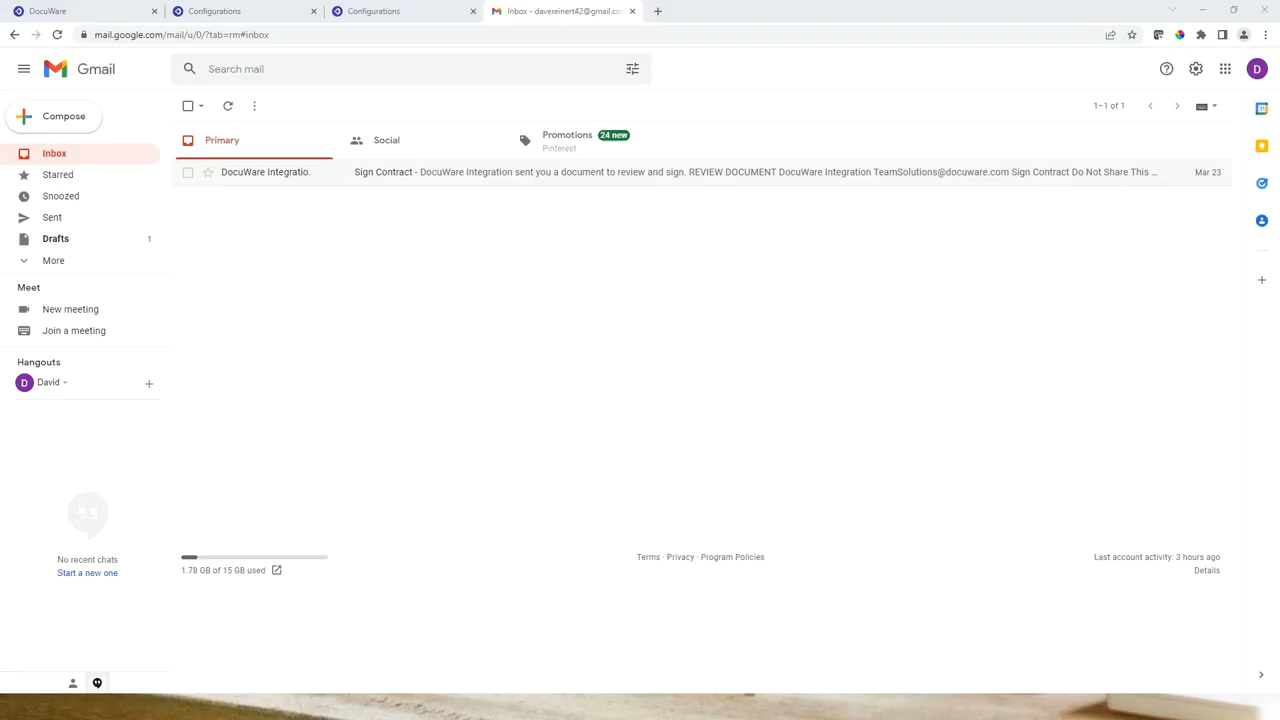 DocuWare
Configurations
Configurations
Inbox - davereinert42@gmail.co
mail.google.com/mail/u/0/?tab=rm#inbox
Gmail
Search mail
D
Compose
1–1 of 1
Inbox
Primary
Social
Promotions 24 new
Pinterest
Starred
DocuWare Integratio. Sign Contract - DocuWare Integration sent you a document to review and sign. REVIEW DOCUMENT DocuWare Integration TeamSolutions@docuware.com Sign Contract Do Not Share This ... Mar 23
Snoozed
Sent
Drafts 1
More
Meet
New meeting
Join a meeting
Hangouts
D David
No recent chats
Start a new one
1.78 GB of 15 GB used
Terms · Privacy · Program Policies
Last account activity: 3 hours ago
Details